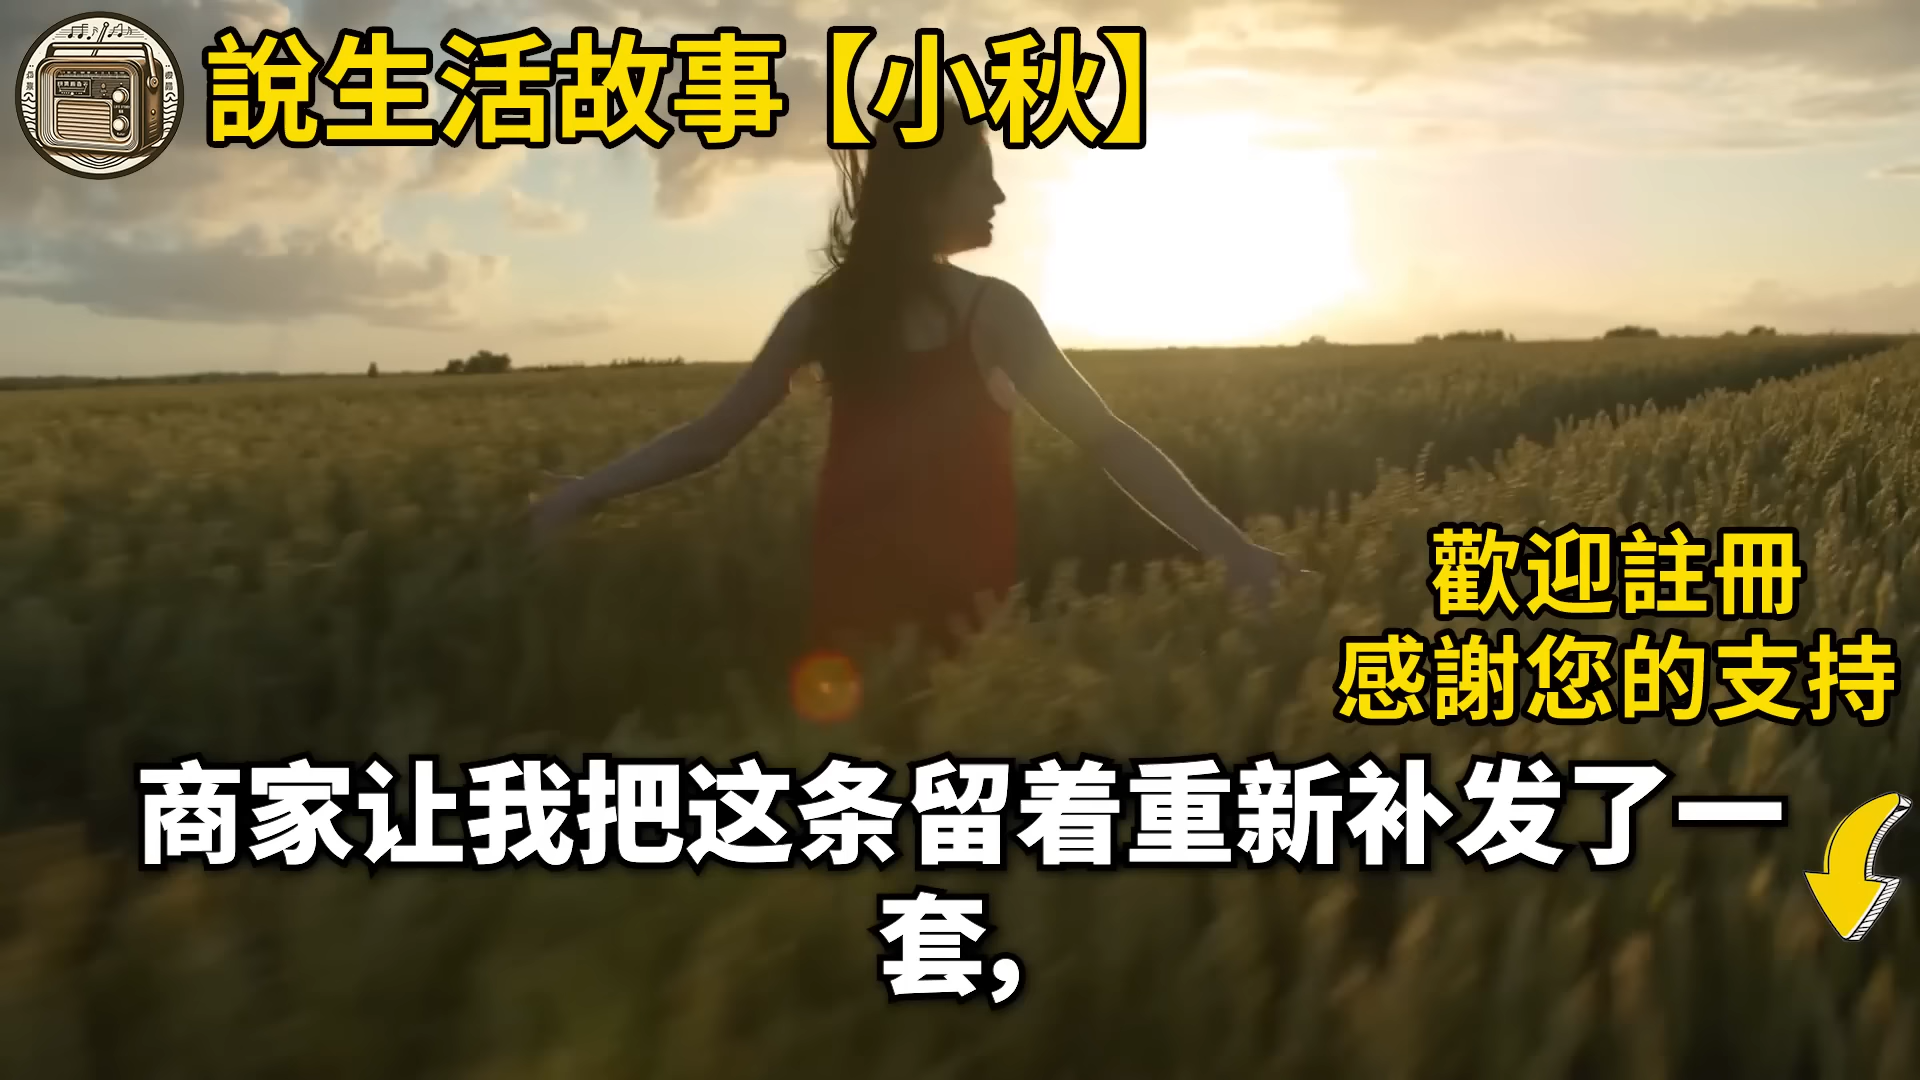 說生活故事【小秋】
歡迎註冊
感謝您的支持
商家让我把这条留着重新补发了一
套,